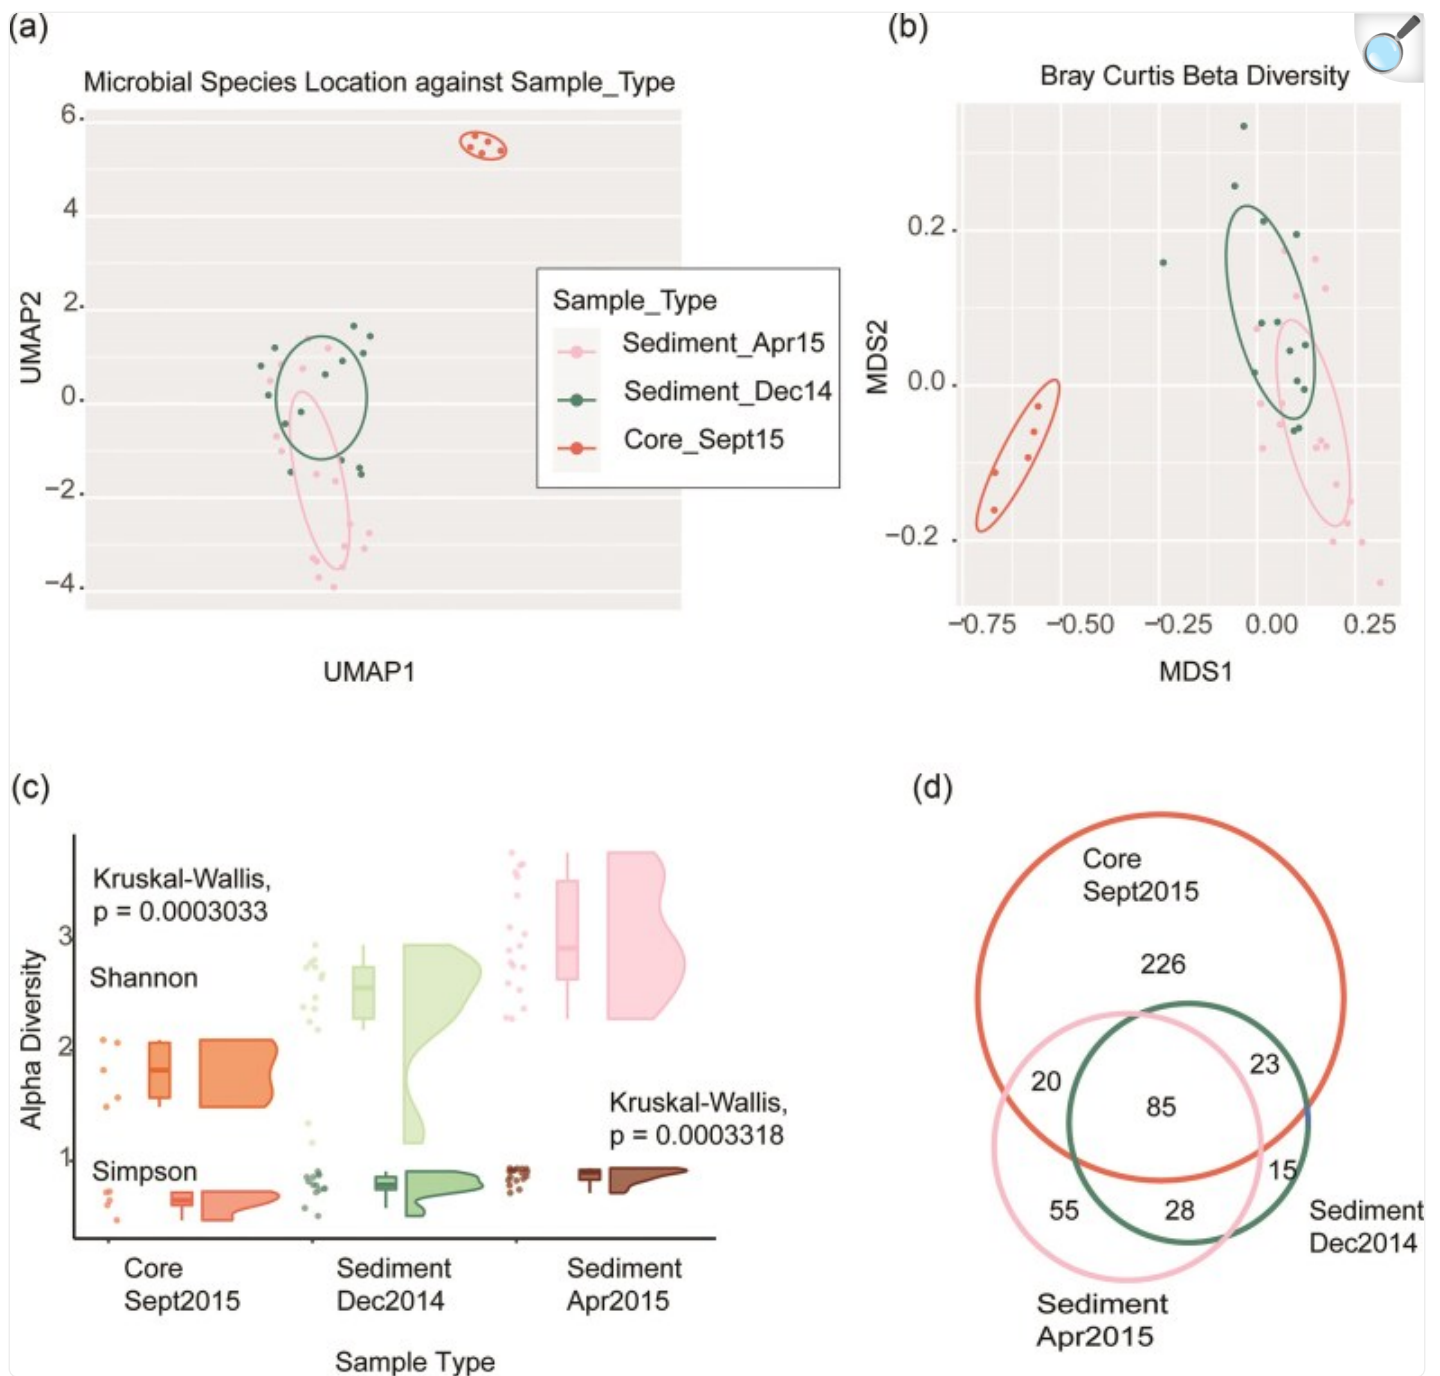 (a)
Microbial Species Location against Sample_Type
6
4
2
0
−2
−4
UMAP2
UMAP1
Sample_Type
Sediment_Apr15
Sediment_Dec14
Core_Sept15
(b)
Bray Curtis Beta Diversity
0.2
0.0
−0.2
MDS2
−0.75 −0.50 −0.25 0.00 0.25
MDS1
(c)
Kruskal-Wallis,
p = 0.0003033
3
Shannon
2
Alpha Diversity
Kruskal-Wallis,
p = 0.0003318
1
Simpson
Core
Sept2015
Sediment
Dec2014
Sediment
Apr2015
Sample Type
(d)
Core
Sept2015
226
23
20
85
15
55
28
Sediment
Dec2014
Sediment
Apr2015